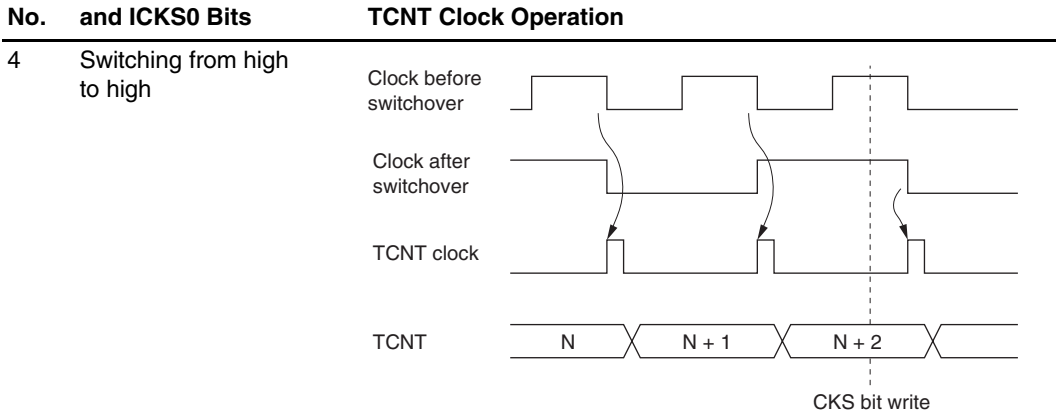 No. and ICKS0 Bits TCNT Clock Operation
4 Switching from high
to high
Clock before
switchover
Clock after
switchover
TCNT clock
TCNT N N + 1 N + 2
CKS bit write